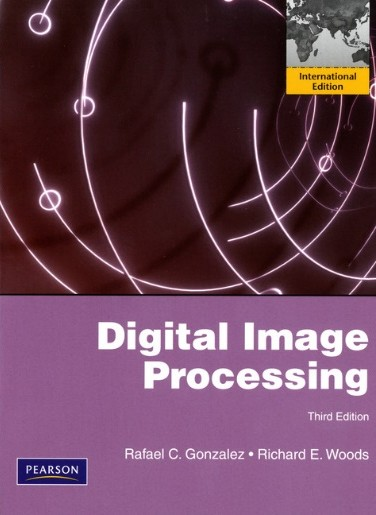 International
Edition
Digital Image
Processing
Third Edition
Rafael C. Gonzalez • Richard E. Woods
PEARSON